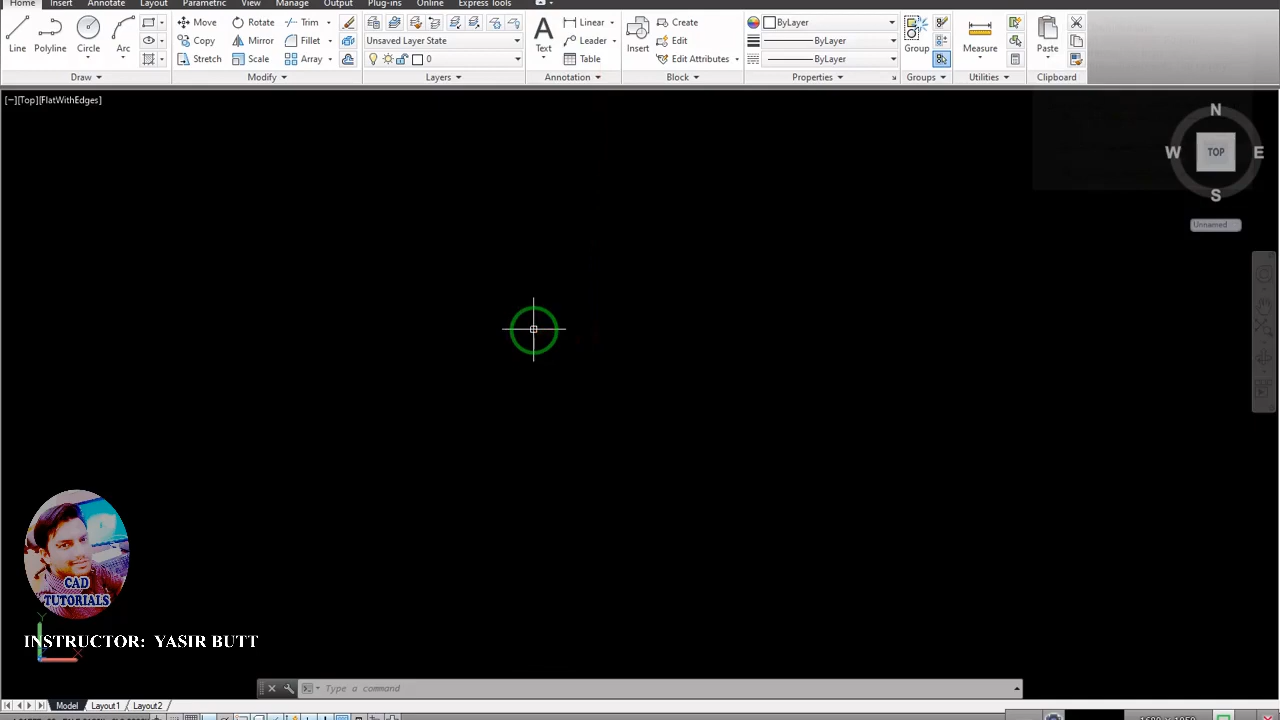 Home Insert Annotate Layout Parametric View Manage Output Plug-ins Online Express Tools
Line Polyline Circle Arc
Draw
Move Rotate Trim
Copy Mirror Fillet
Stretch Scale Array
Modify
Unsaved Layer State
0
Layers
A
Text
Linear
Leader
Table
Annotation
Insert
Create
Edit
Edit Attributes
Block
ByLayer
ByLayer
ByLayer
Properties
Group
Groups
Measure
Utilities
Paste
Clipboard
[−][Top][FlatWithEdges]
N
W TOP E
S
Unnamed
CAD
TUTORIALS
INSTRUCTOR: YASIR BUTT
Y
X
Type a command
Model Layout1 Layout2